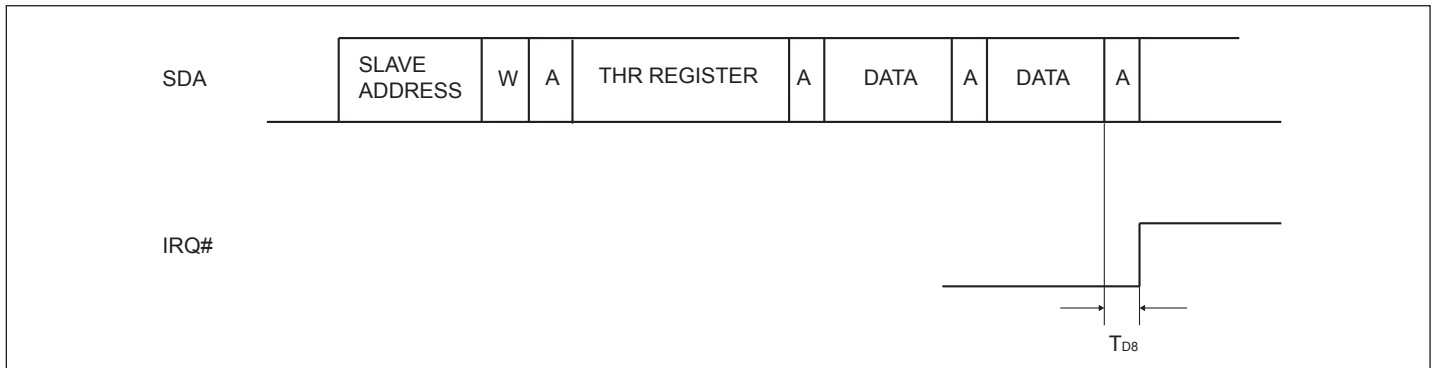 SDA
SLAVE
ADDRESS
W
A
THR REGISTER
A
DATA
A
DATA
A
IRQ#
TD8